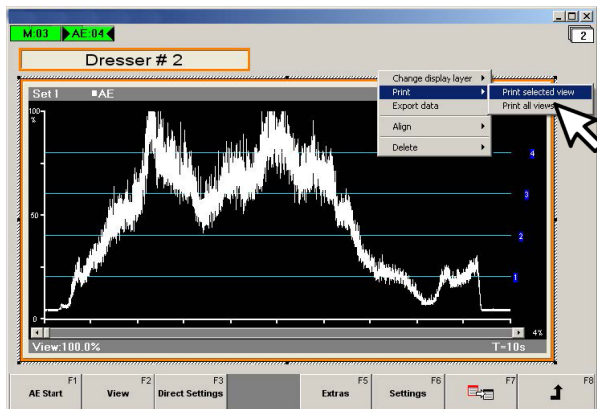 M:03 AE:04
2
Dresser # 2
Change display layer
Print
Export data
Align
Delete
Print selected view
Print all views
Set1 AE
100
%
50
0
4
3
2
1
4%
View:100.0% T=10s
F1 AE Start
F2 View
F3 Direct Settings
F5 Extras
F6 Settings
F7
F8